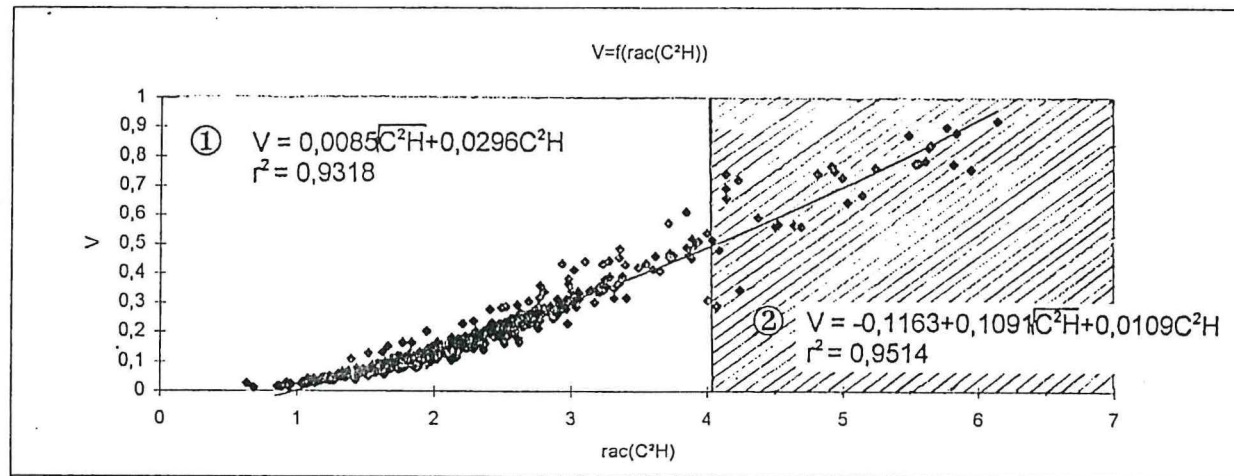 V=f(rac(C²H))
1
0,9
0,8
0,7
0,6
0,5
0,4
0,3
0,2
0,1
0
V
① V = 0,0085√C²H+0,0296C²H
r² = 0,9318
② V = -0,1163+0,1091√C²H+0,0109C²H
r² = 0,9514
0 1 2 3 4 5 6 7
rac(C²H)